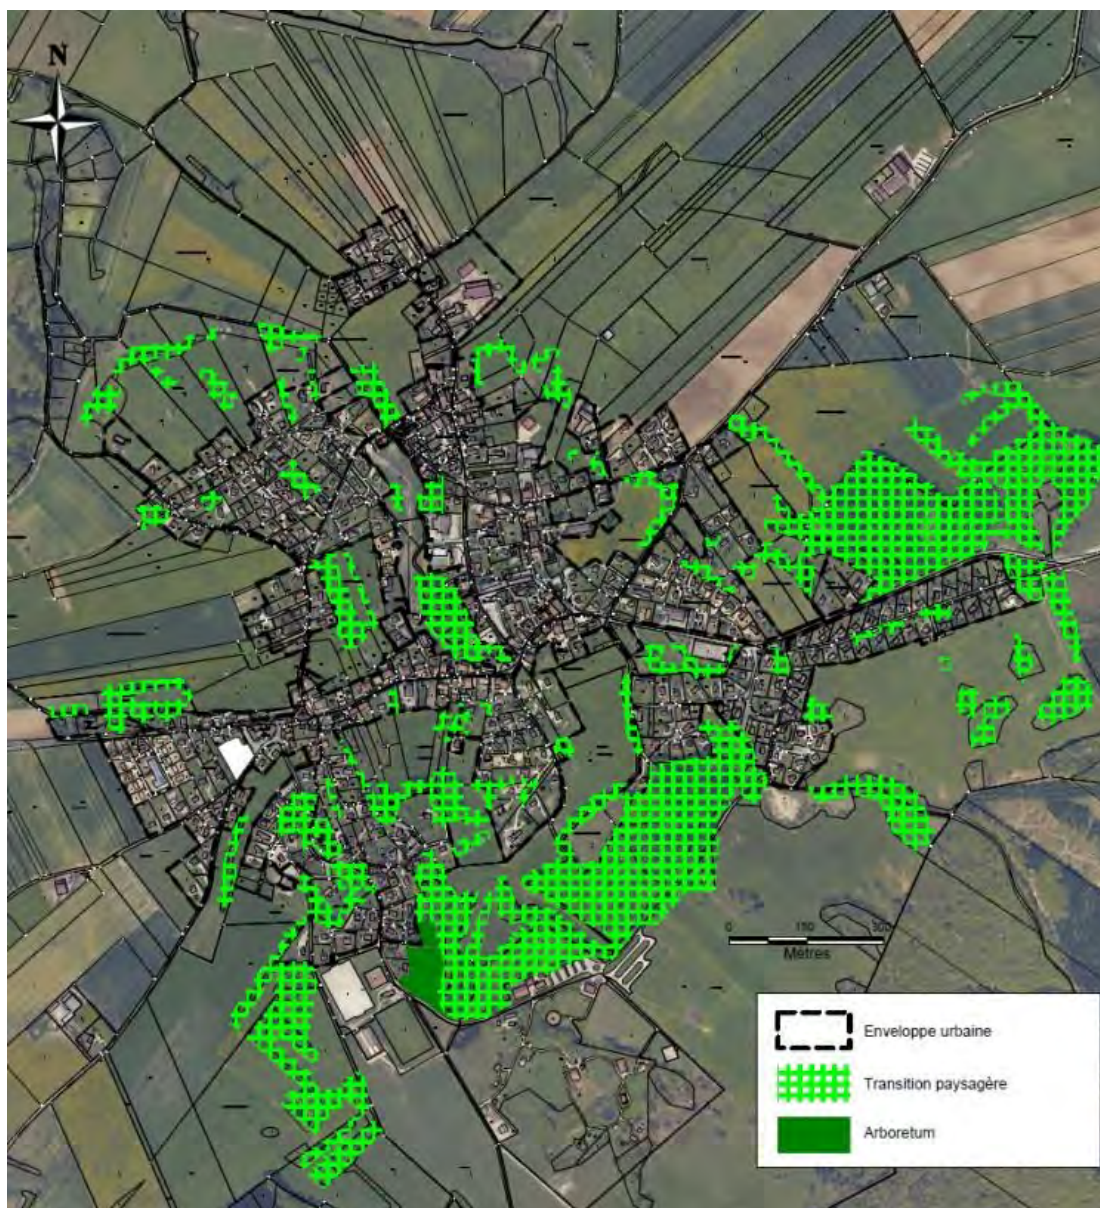 N
0 150 300
Mètres
Enveloppe urbaine
Transition paysagère
Arboretum